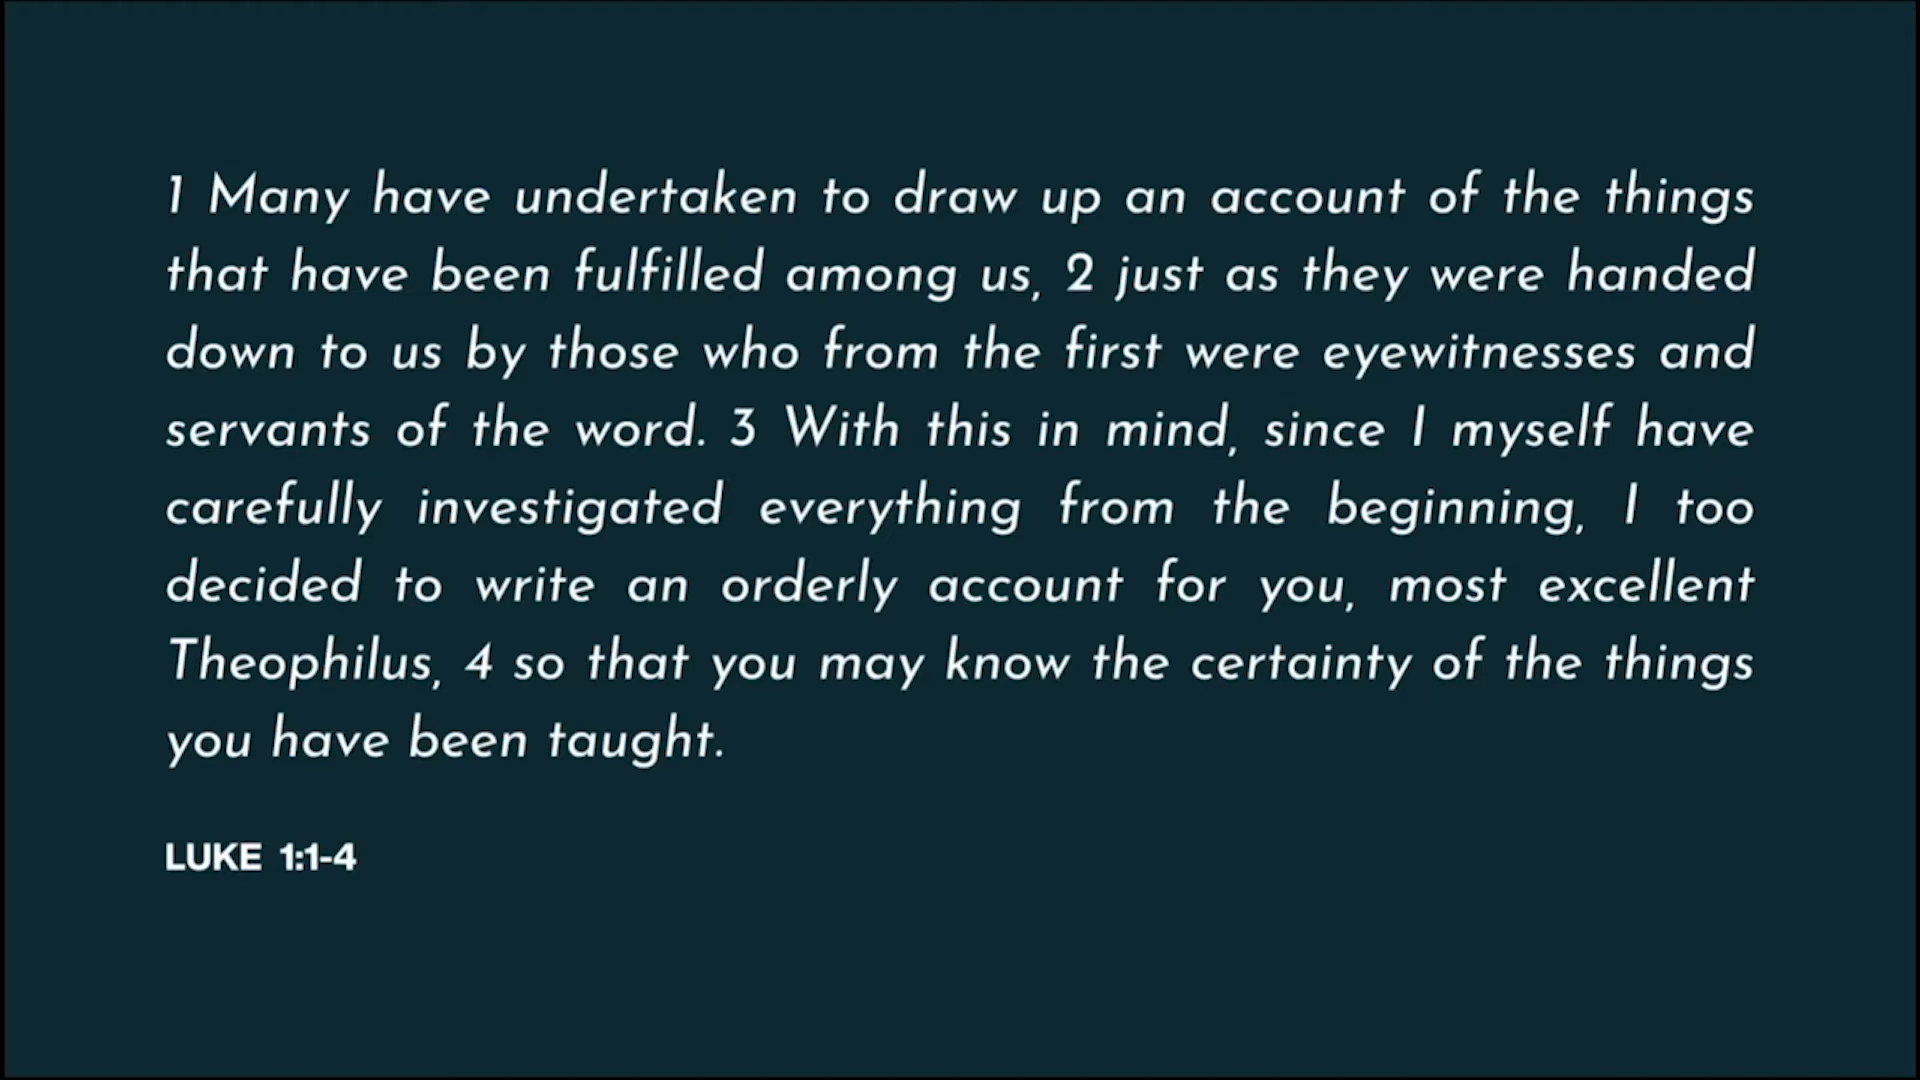 1 Many have undertaken to draw up an account of the things
that have been fulfilled among us, 2 just as they were handed
down to us by those who from the first were eyewitnesses and
servants of the word. 3 With this in mind, since I myself have
carefully investigated everything from the beginning, I too
decided to write an orderly account for you, most excellent
Theophilus, 4 so that you may know the certainty of the things
you have been taught.
LUKE 1:1-4